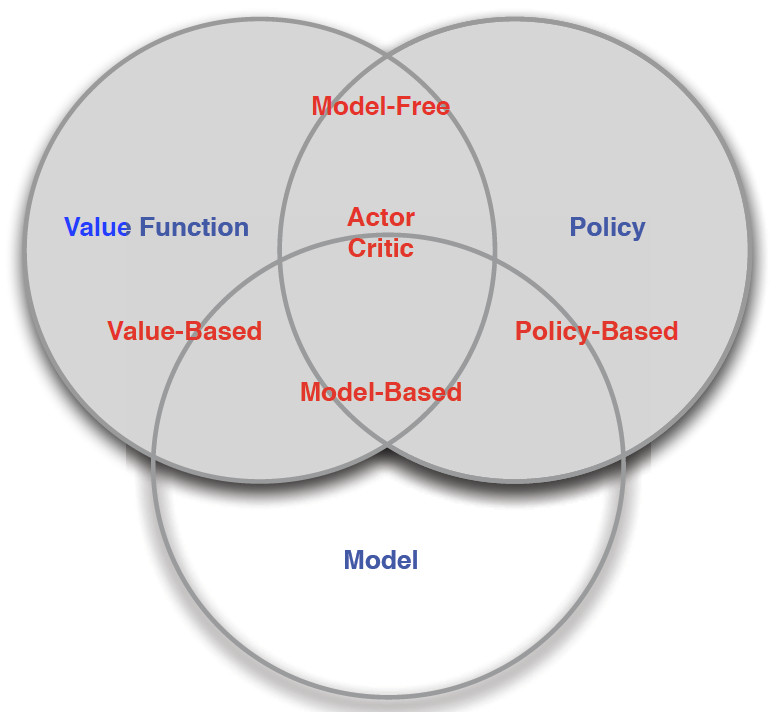 Model-Free
Actor
Critic
Value Function
Policy
Value-Based
Policy-Based
Model-Based
Model